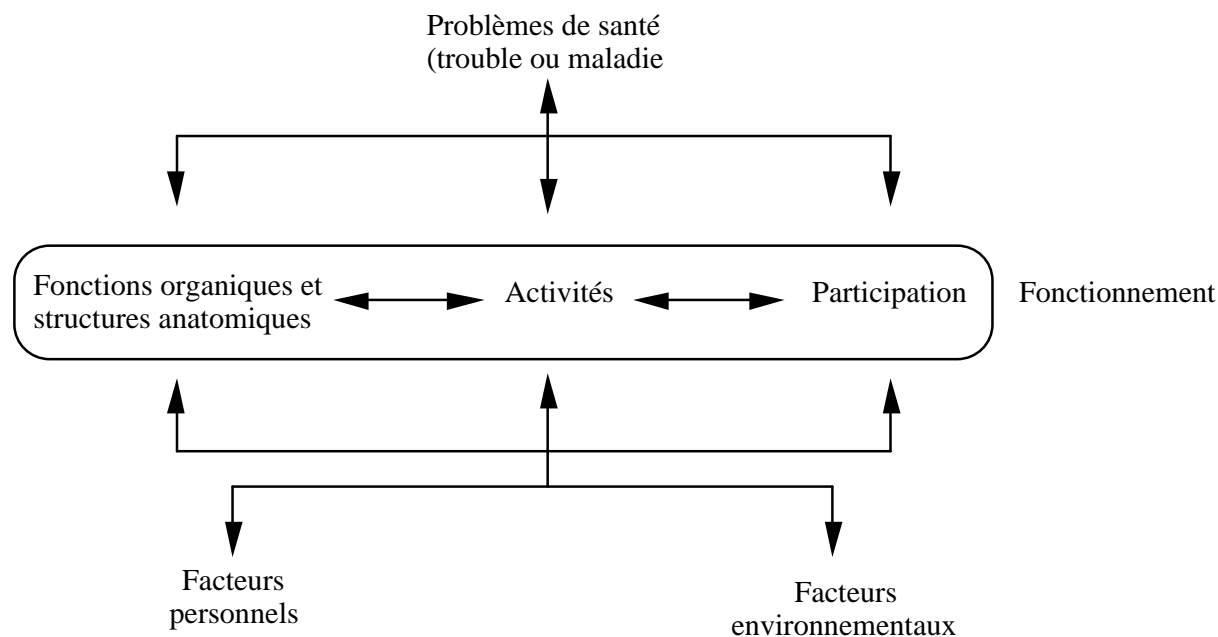 Problèmes de santé
(trouble ou maladie
Fonctions organiques et
structures anatomiques
Activités
Participation
Fonctionnement
Facteurs
personnels
Facteurs
environnementaux